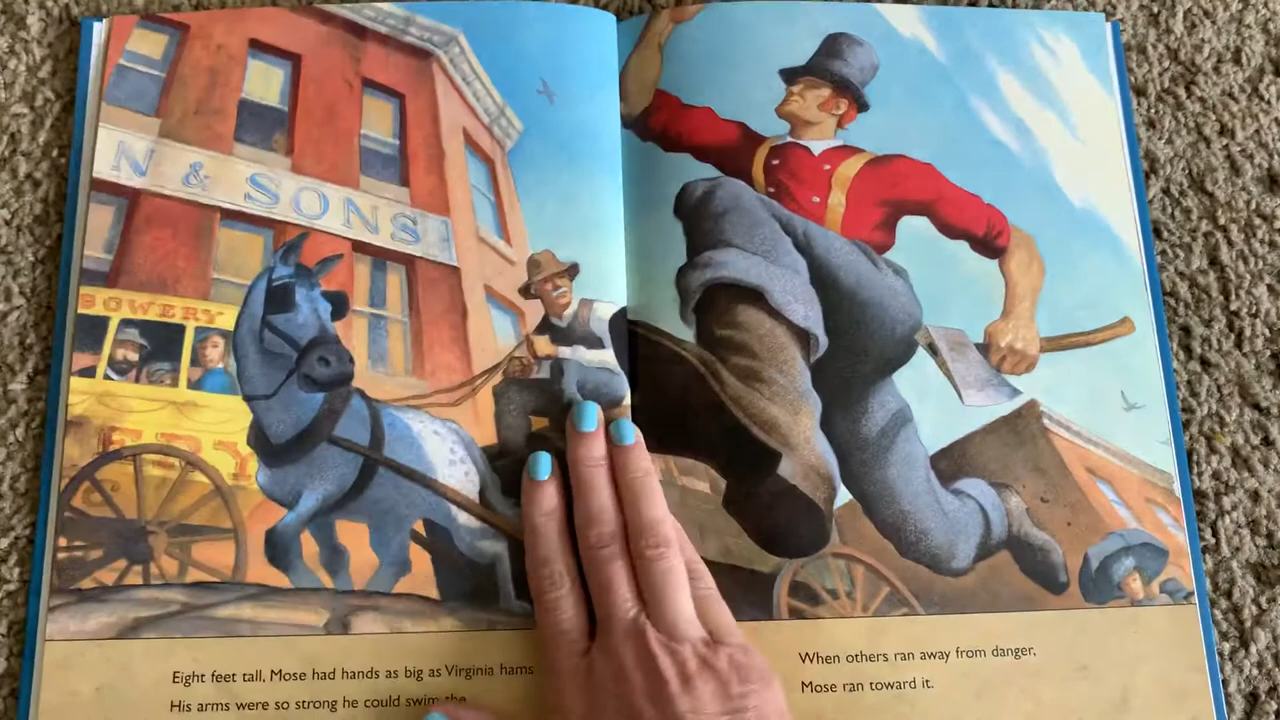 N & SONS
BOWERY
Eight feet tall, Mose had hands as big as Virginia hams
His arms were so strong he could swim the
When others ran away from danger,
Mose ran toward it.